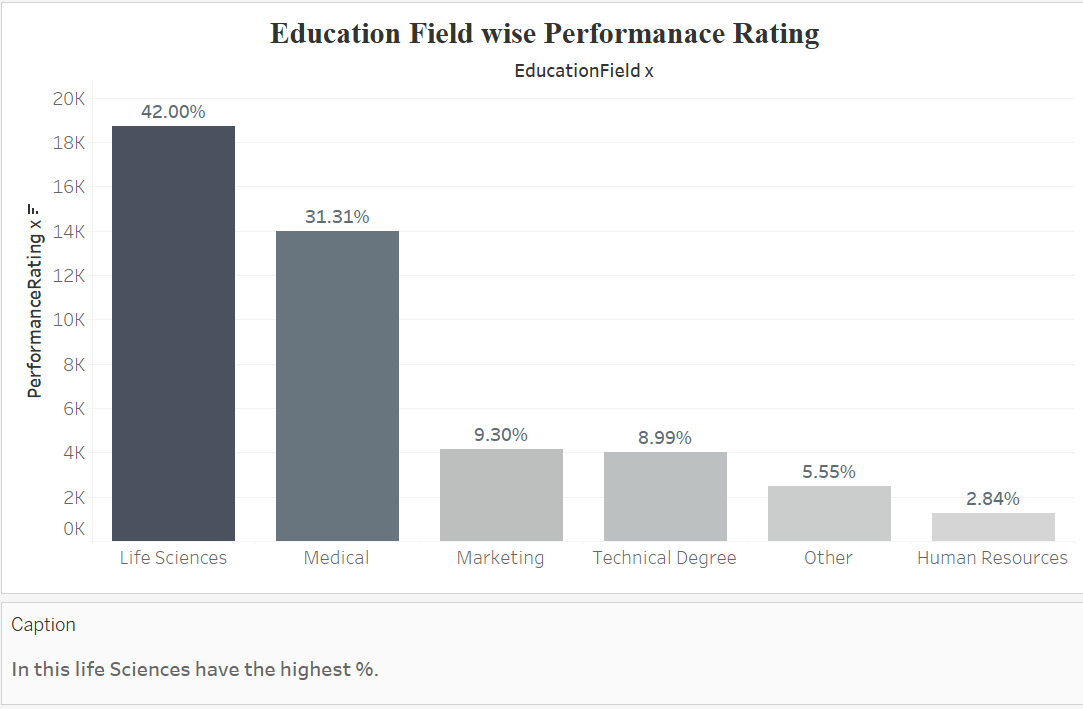 Education Field wise Performanace Rating
EducationField x
PerformanceRating x
20K
18K
16K
14K
12K
10K
8K
6K
4K
2K
0K
42.00%
31.31%
9.30%
8.99%
5.55%
2.84%
Life Sciences
Medical
Marketing
Technical Degree
Other
Human Resources
Caption
In this life Sciences have the highest %.